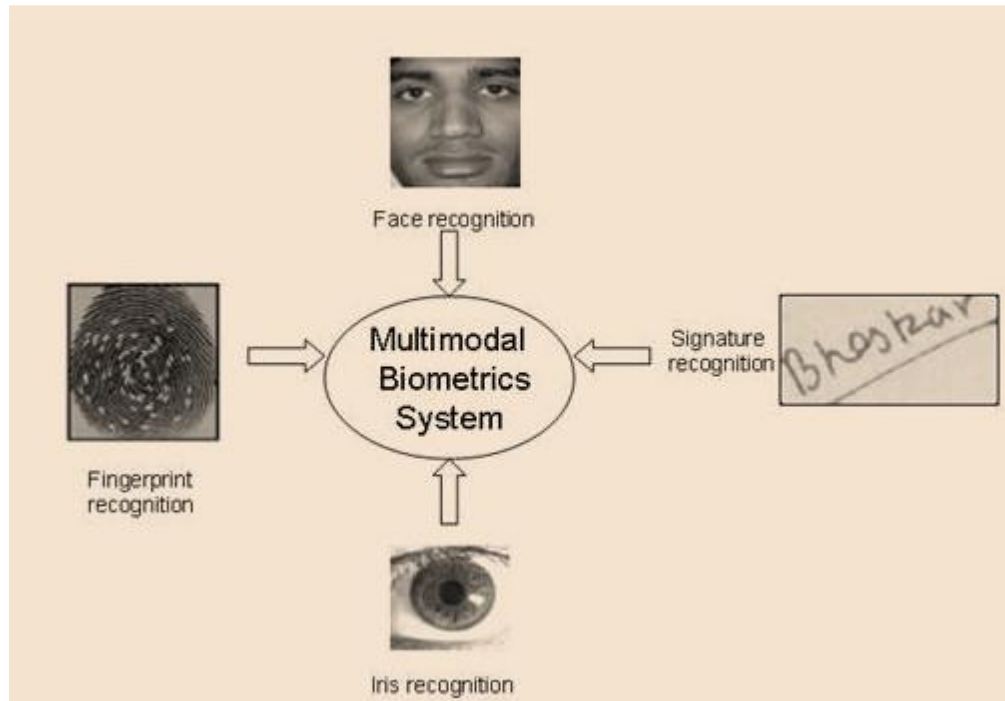 Face recognition
Multimodal
Biometrics
System
Signature
recognition
Bhaskar
Fingerprint
recognition
Iris recognition